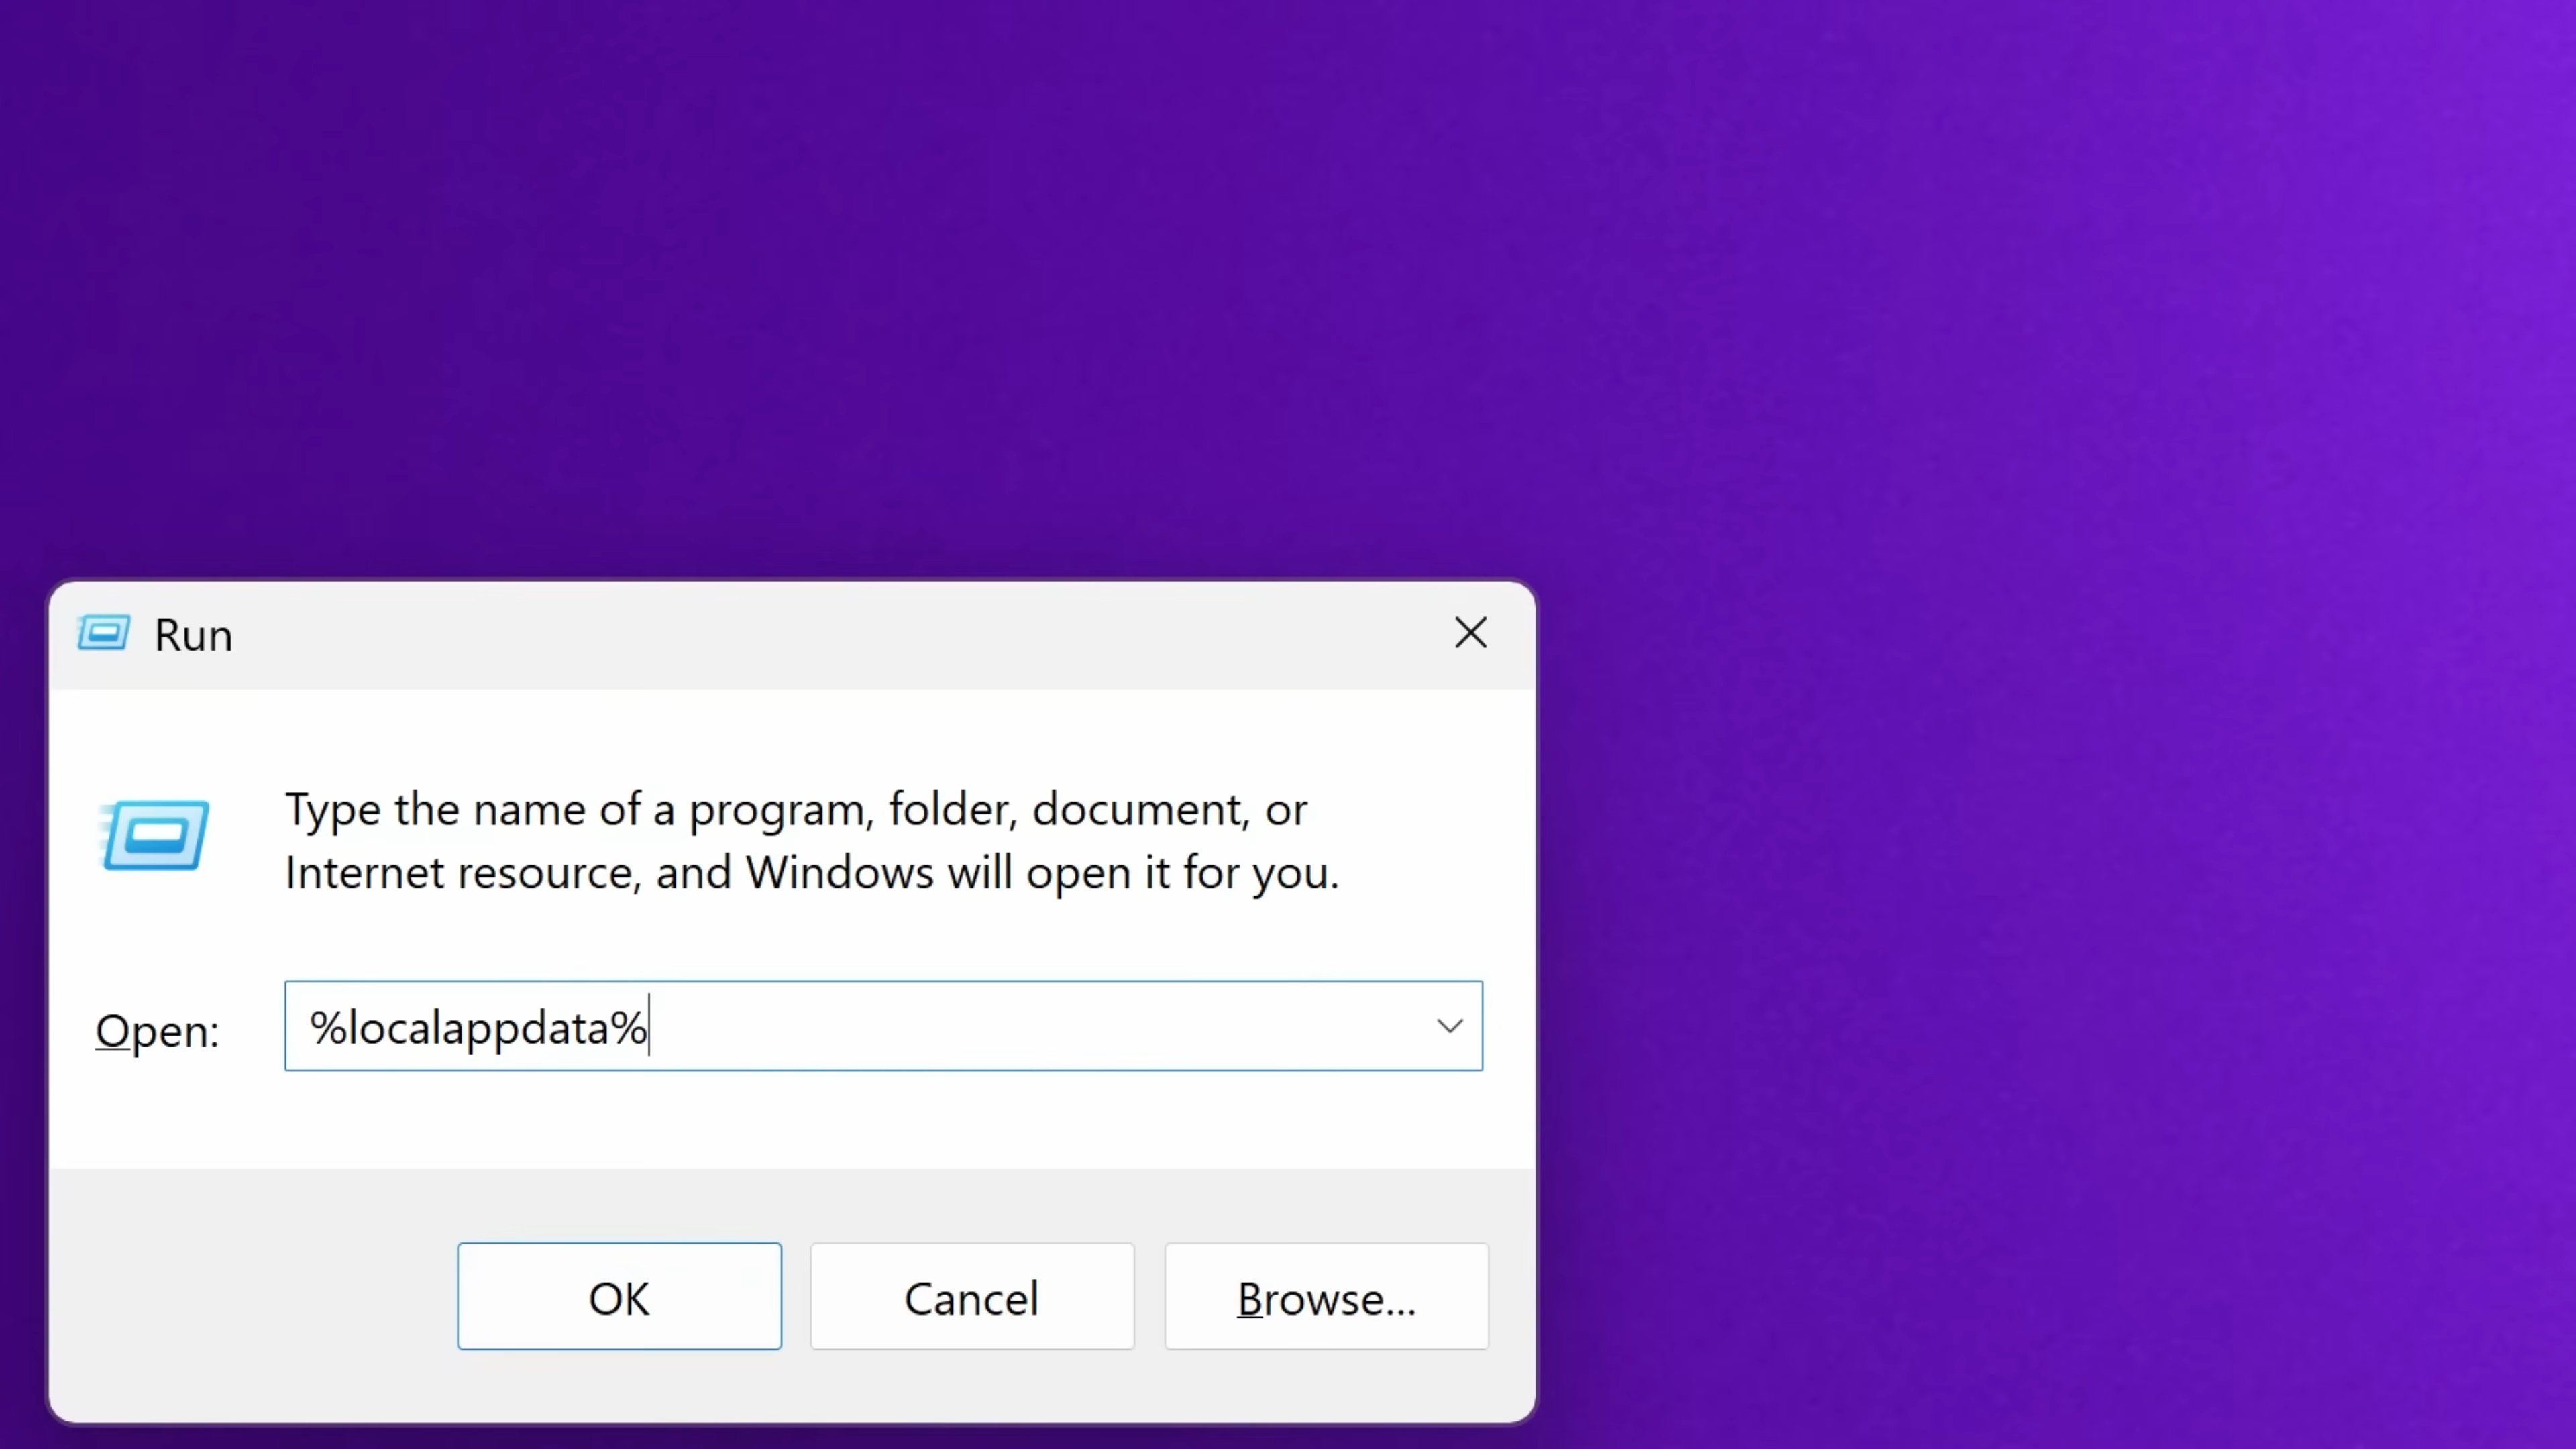 Run
Type the name of a program, folder, document, or
Internet resource, and Windows will open it for you.
Open:
%localappdata%
OK
Cancel
Browse...